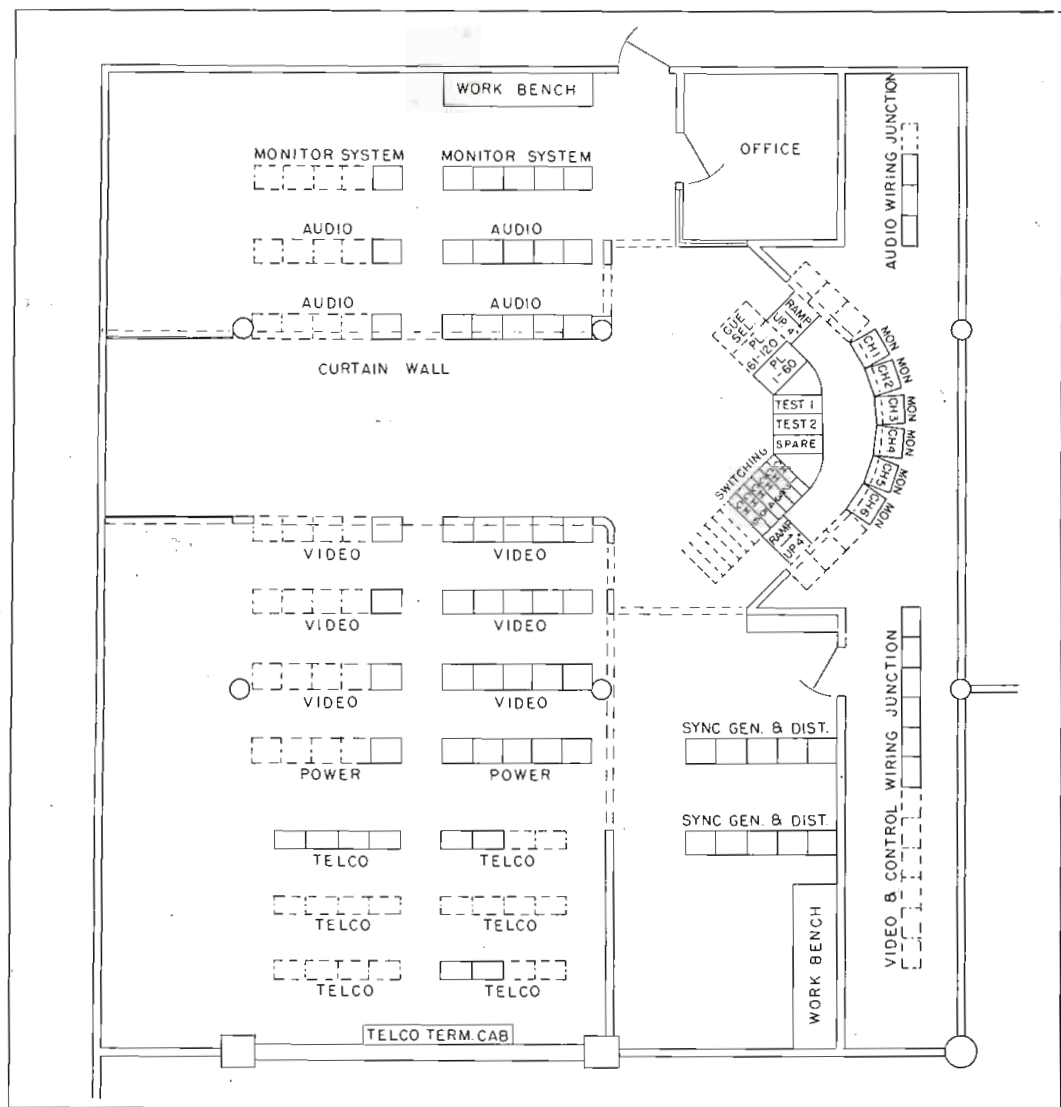 WORK BENCH
OFFICE
AUDIO WIRING JUNCTION
MONITOR SYSTEM
MONITOR SYSTEM
AUDIO
AUDIO
AUDIO
AUDIO
CURTAIN WALL
RAMP
UP 4"
CUE
SEL
PL
61-120
PL
1-60
TEST 1
TEST 2
SPARE
MON
CH1
MON
CH2
MON
CH3
MON
CH4
MON
CH5
MON
CH6
SWITCHING
RAMP
UP 4"
VIDEO
VIDEO
VIDEO
VIDEO
VIDEO
VIDEO
POWER
POWER
SYNC GEN. & DIST.
SYNC GEN. & DIST.
VIDEO & CONTROL WIRING JUNCTION
TELCO
TELCO
TELCO
TELCO
TELCO
TELCO
WORK BENCH
TELCO TERM. CAB